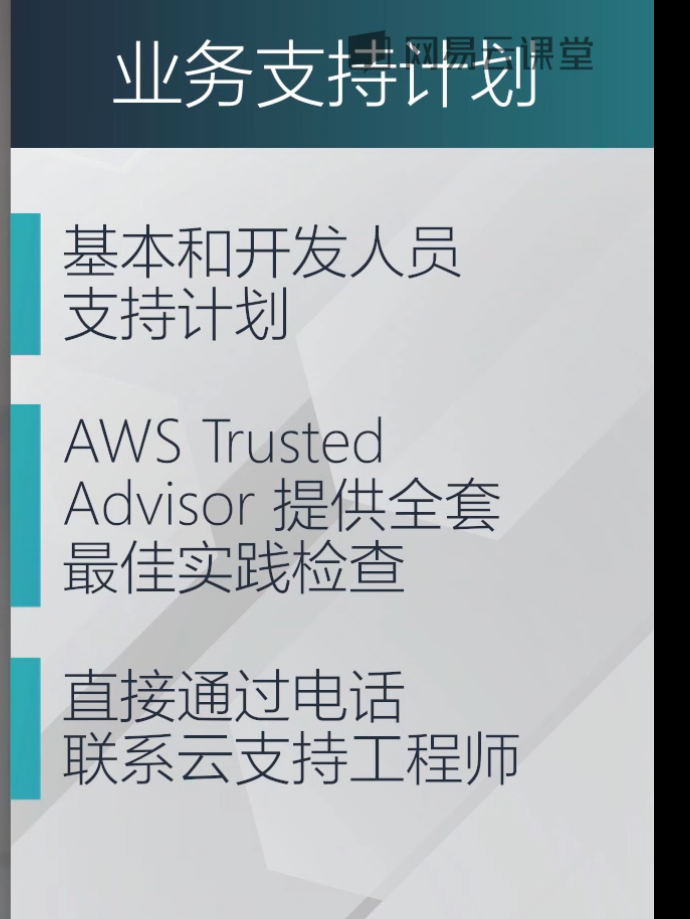 业务支持计划
网易云课堂
基本和开发人员
支持计划
AWS Trusted
Advisor 提供全套
最佳实践检查
直接通过电话
联系云支持工程师